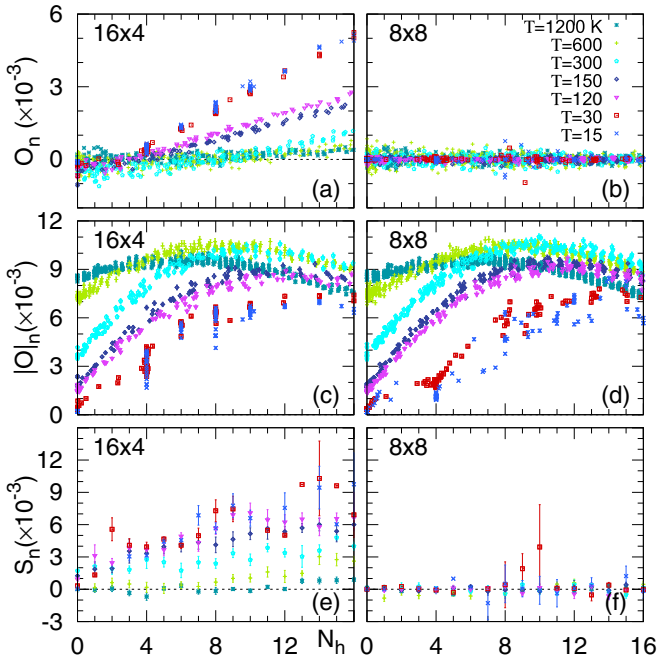 6
3
0
Oₙ (×10⁻³)
16x4
(a)
8x8
T=1200 K
T=600
T=300
T=150
T=120
T=30
T=15
(b)
12
9
6
3
0
|O|ₙ(×10⁻³)
16x4
(c)
8x8
(d)
12
9
6
3
0
-3
Sₙ(×10⁻³)
16x4
(e)
8x8
(f)
0 4 8 12 Nₕ 0 4 8 12 16